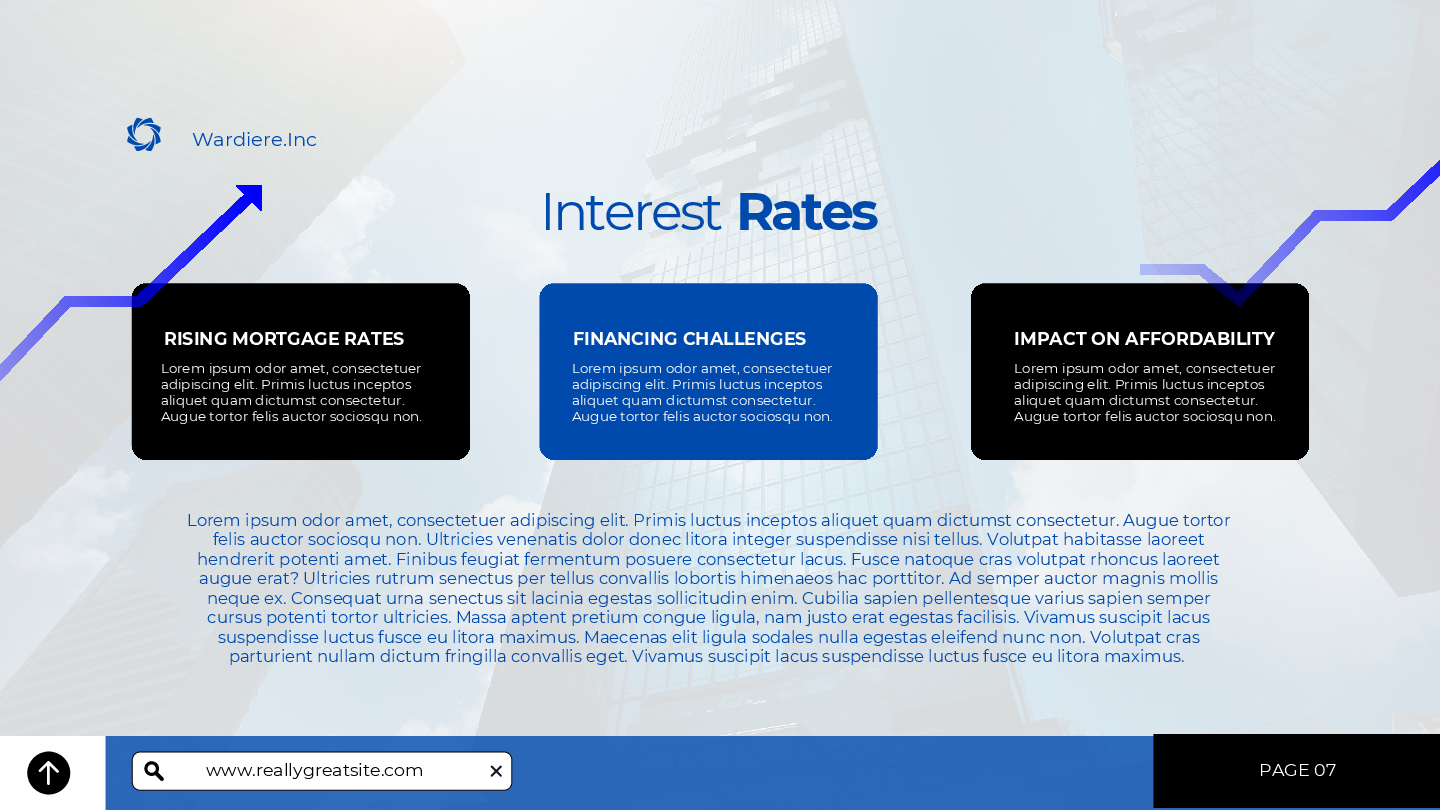 Wardiere.Inc
Interest Rates
RISING MORTGAGE RATES
Lorem ipsum odor amet, consectetuer
adipiscing elit. Primis luctus inceptos
aliquet quam dictumst consectetur.
Augue tortor felis auctor sociosqu non.
FINANCING CHALLENGES
Lorem ipsum odor amet, consectetuer
adipiscing elit. Primis luctus inceptos
aliquet quam dictumst consectetur.
Augue tortor felis auctor sociosqu non.
IMPACT ON AFFORDABILITY
Lorem ipsum odor amet, consectetuer
adipiscing elit. Primis luctus inceptos
aliquet quam dictumst consectetur.
Augue tortor felis auctor sociosqu non.
Lorem ipsum odor amet, consectetuer adipiscing elit. Primis luctus inceptos aliquet quam dictumst consectetur. Augue tortor
felis auctor sociosqu non. Ultricies venenatis dolor donec litora integer suspendisse nisi tellus. Volutpat habitasse laoreet
hendrerit potenti amet. Finibus feugiat fermentum posuere consectetur lacus. Fusce natoque cras volutpat rhoncus laoreet
augue erat? Ultricies rutrum senectus per tellus convallis lobortis himenaeos hac porttitor. Ad semper auctor magnis mollis
neque ex. Consequat urna senectus sit lacinia egestas sollicitudin enim. Cubilia sapien pellentesque varius sapien semper
cursus potenti tortor ultricies. Massa aptent pretium congue ligula, nam justo erat egestas facilisis. Vivamus suscipit lacus
suspendisse luctus fusce eu litora maximus. Maecenas elit ligula sodales nulla egestas eleifend nunc non. Volutpat cras
parturient nullam dictum fringilla convallis eget. Vivamus suscipit lacus suspendisse luctus fusce eu litora maximus.
www.reallygreatsite.com
PAGE 07